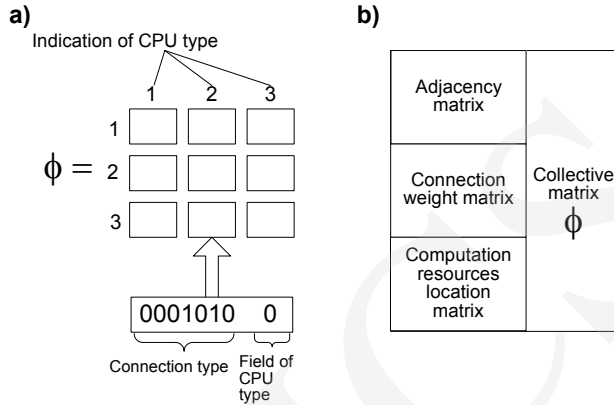 a)
Indication of CPU type
1 2 3
1
ϕ = 2
3
0001010 0
Connection type
Field of
CPU
type
b)
Adjacency
matrix
Connection
weight matrix
Computation
resources
location
matrix
Collective
matrix
ϕ